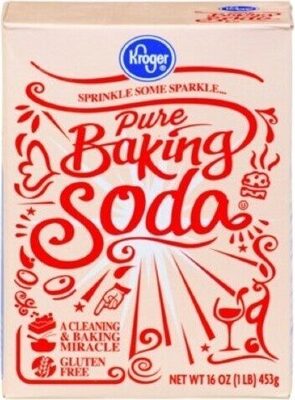 Kroger
SPRINKLE SOME SPARKLE...
Pure
Baking
Soda
A CLEANING
& BAKING
MIRACLE
GLUTEN
FREE
NET WT 16 OZ (1 LB) 453g